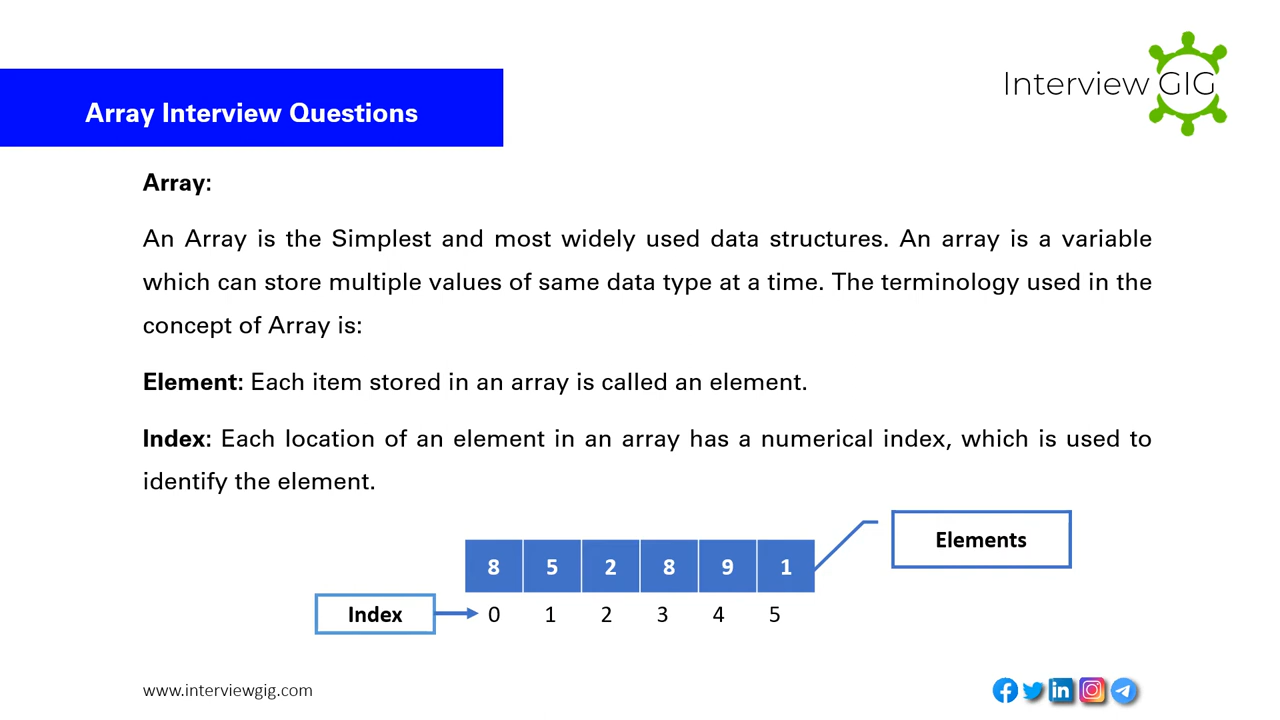 Interview GIG
Array Interview Questions
Array:
An Array is the Simplest and most widely used data structures. An array is a variable
which can store multiple values of same data type at a time. The terminology used in the
concept of Array is:
Element: Each item stored in an array is called an element.
Index: Each location of an element in an array has a numerical index, which is used to
identify the element.
Elements
8 5 2 8 9 1
Index 0 1 2 3 4 5
www.interviewgig.com